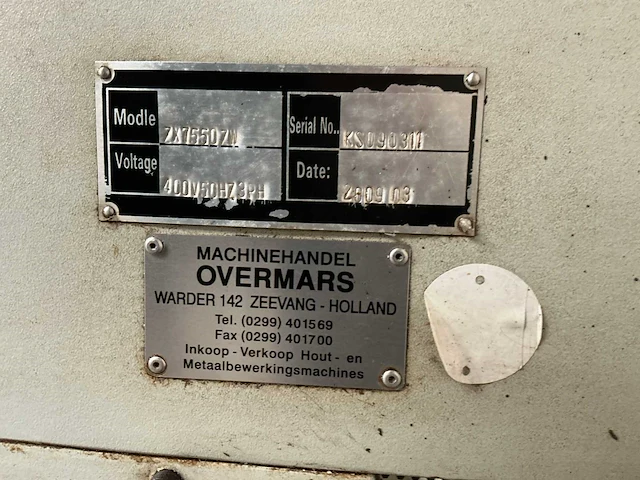 Modle ZX7550ZW Serial No.. KS090301
Voltage 400V50HZ3PH Date: 2009 03
MACHINEHANDEL
OVERMARS
WARDER 142 ZEEVANG - HOLLAND
Tel. (0299) 401569
Fax (0299) 401700
Inkoop - Verkoop Hout - en
Metaalbewerkingsmachines